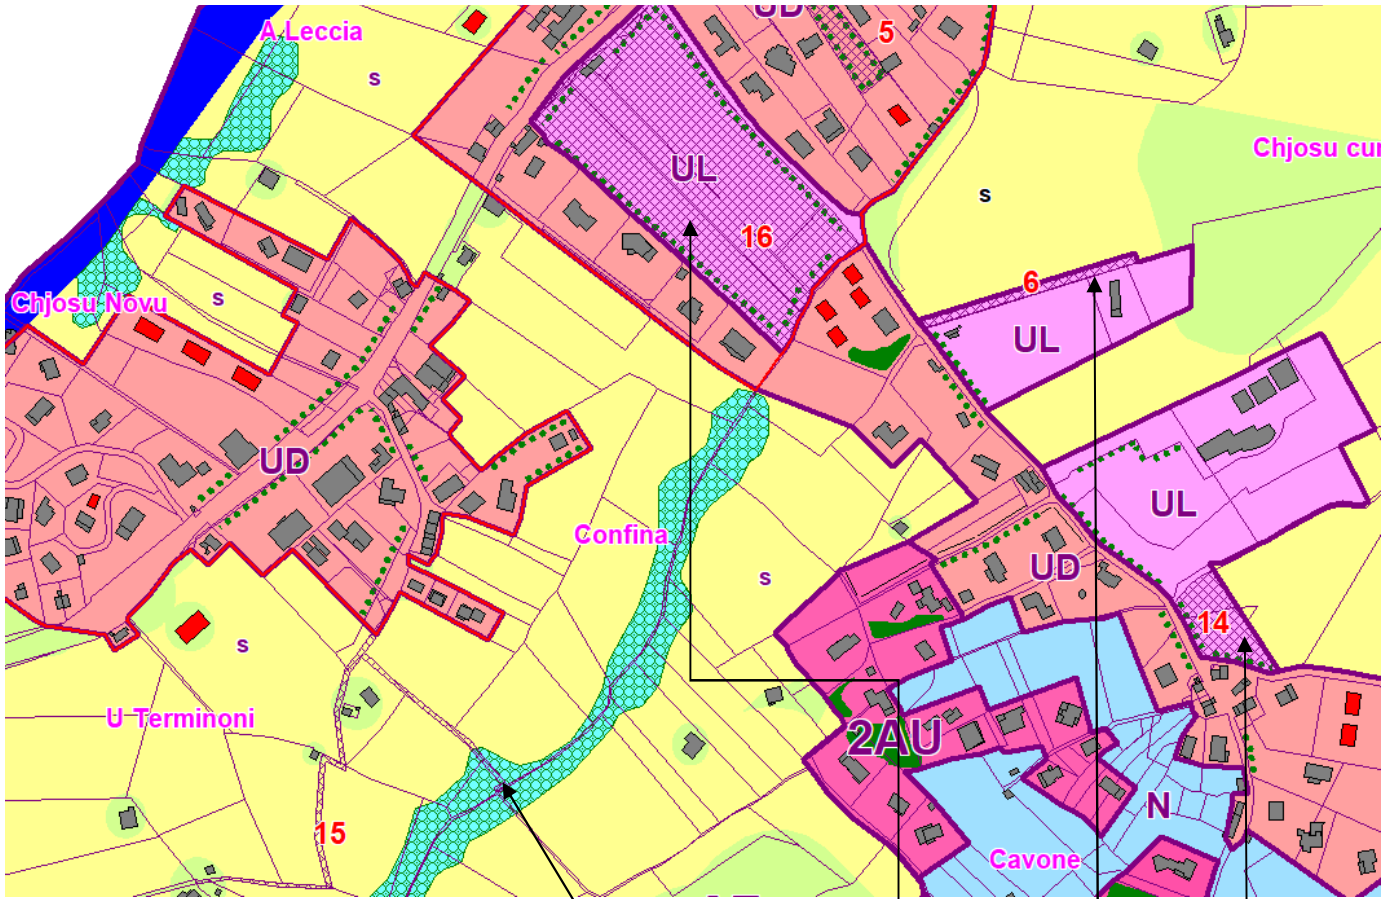 UD
A Leccia
5
s
Chjosu cur
UL
s
16
6
Chjosu Novu
s
UL
UD
UL
Confina
s
UD
14
s
U Terminoni
2AU
15
N
Cavone